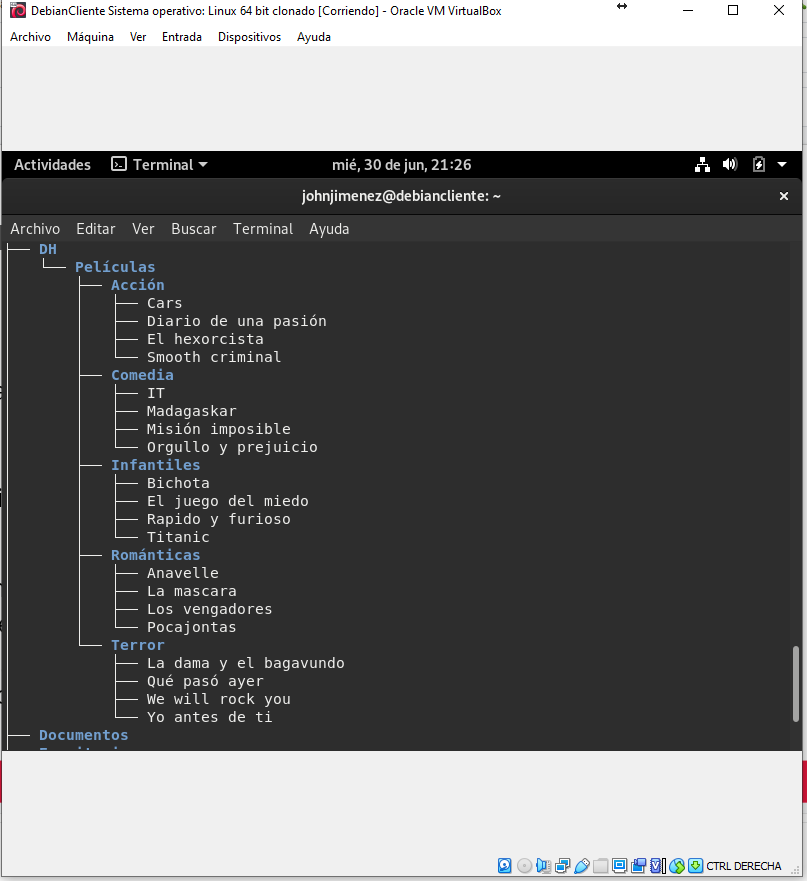 DebianCliente Sistema operativo: Linux 64 bit clonado [Corriendo] - Oracle VM VirtualBox
Archivo Máquina Ver Entrada Dispositivos Ayuda
Actividades Terminal mié, 30 de jun, 21:26
johnjimenez@debiancliente: ~
Archivo Editar Ver Buscar Terminal Ayuda
DH
Películas
Acción
Cars
Diario de una pasión
El hexorcista
Smooth criminal
Comedia
IT
Madagaskar
Misión imposible
Orgullo y prejuicio
Infantiles
Bichota
El juego del miedo
Rapido y furioso
Titanic
Románticas
Anavelle
La mascara
Los vengadores
Pocajontas
Terror
La dama y el bagavundo
Qué pasó ayer
We will rock you
Yo antes de ti
Documentos
CTRL DERECHA